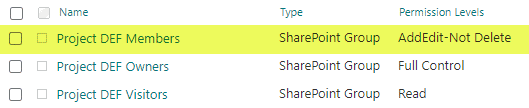 Name Type Permission Levels
Project DEF Members SharePoint Group AddEdit-Not Delete
Project DEF Owners SharePoint Group Full Control
Project DEF Visitors SharePoint Group Read